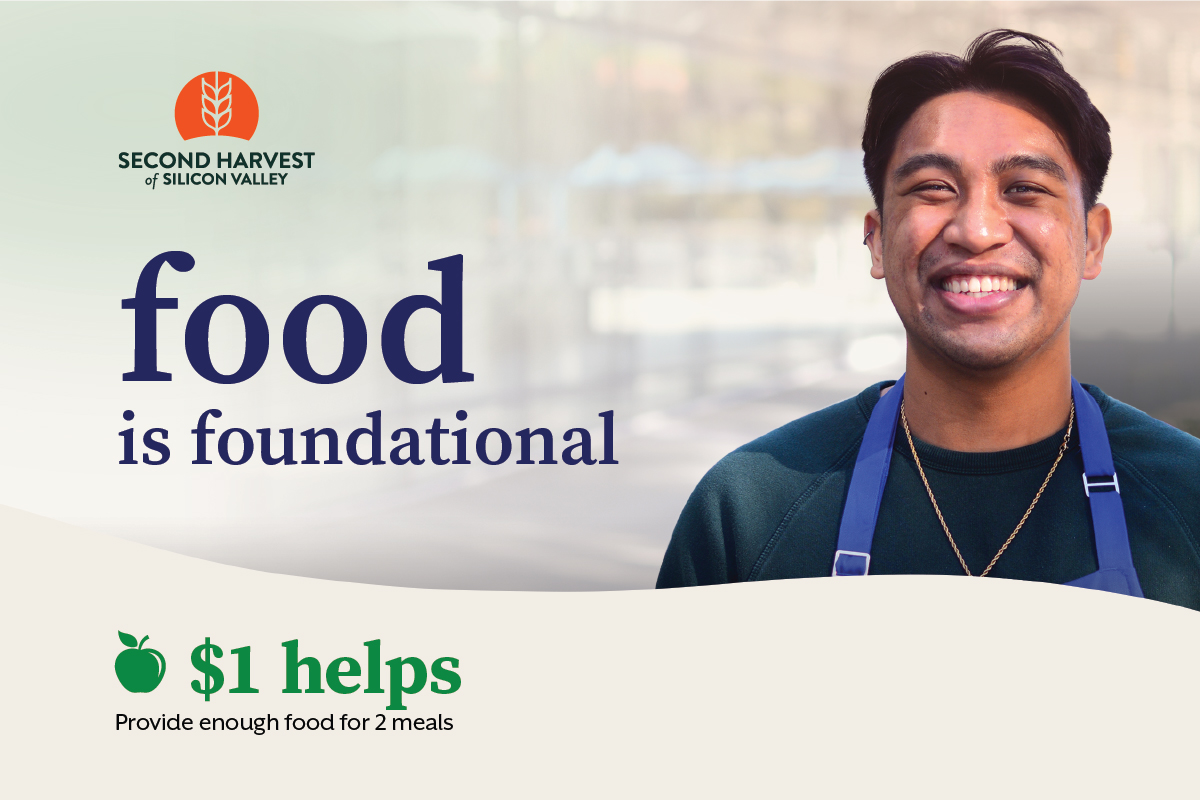 SECOND HARVEST
of SILICON VALLEY
food
is foundational
$1 helps
Provide enough food for 2 meals